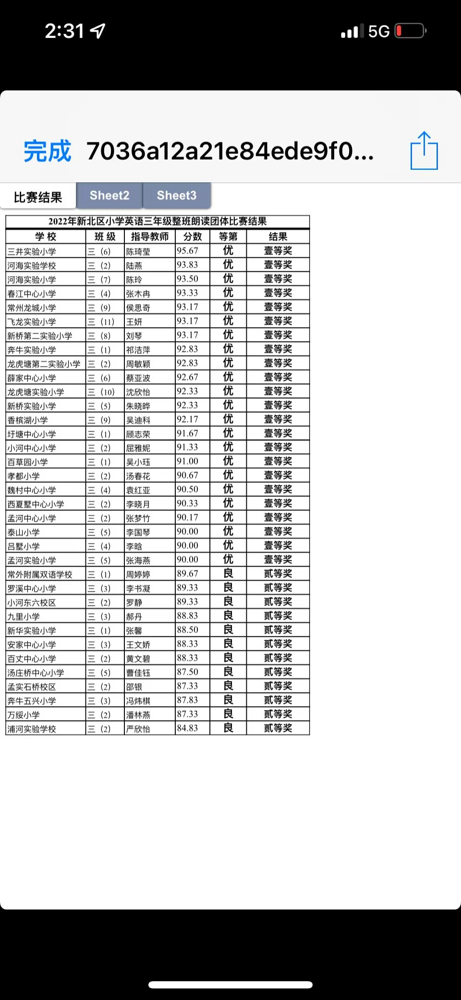 2:31
5G
完成 7036a12a21e84ede9f0...
比赛结果 Sheet2 Sheet3
2022年新北区小学英语三年级整班朗读团体比赛结果
学 校 班 级 指导教师 分数 等第 结果
三井实验小学 三（6） 陈琦莹 95.67 优 壹等奖
河海实验学校 三（2） 陆燕 93.83 优 壹等奖
河海实验小学 三（7） 陈玲 93.50 优 壹等奖
春江中心小学 三（4） 张木冉 93.33 优 壹等奖
常州龙城小学 三（9） 侯思奇 93.17 优 壹等奖
飞龙实验小学 三（11） 王妍 93.17 优 壹等奖
新桥第二实验小学 三（8） 刘琴 93.17 优 壹等奖
奔牛实验小学 三（1） 祁洁萍 92.83 优 壹等奖
龙虎塘第二实验小学 三（2） 周敏颖 92.83 优 壹等奖
薛家中心小学 三（6） 蔡亚波 92.67 优 壹等奖
龙虎塘实验小学 三（10） 沈欣怡 92.33 优 壹等奖
新桥实验小学 三（5） 朱晓晔 92.33 优 壹等奖
香槟湖小学 三（9） 吴迪科 92.17 优 壹等奖
圩塘中心小学 三（1） 顾志荣 91.67 优 壹等奖
小河中心小学 三（2） 屈雅妮 91.33 优 壹等奖
百草园小学 三（1） 吴小珏 91.00 优 壹等奖
孝都小学 三（2） 汤春花 90.67 优 壹等奖
魏村中心小学 三（4） 袁红亚 90.50 优 壹等奖
西夏墅中心小学 三（2） 李晓月 90.33 优 壹等奖
孟河中心小学 三（2） 张梦竹 90.17 优 壹等奖
泰山小学 三（5） 李国琴 90.00 优 壹等奖
吕墅小学 三（4） 李晗 90.00 优 壹等奖
孟河实验小学 三（5） 张海燕 90.00 优 壹等奖
常外附属双语学校 三（1） 周婷婷 89.67 良 贰等奖
罗溪中心小学 三（3） 李书凝 89.33 良 贰等奖
小河东六校区 三（2） 罗静 89.33 良 贰等奖
九里小学 三（3） 郝丹 88.83 良 贰等奖
新华实验小学 三（1） 张馨 88.50 良 贰等奖
安家中心小学 三（3） 王文娇 88.33 良 贰等奖
百丈中心小学 三（2） 黄文碧 88.33 良 贰等奖
汤庄桥中心小学 三（5） 曹佳钰 87.50 良 贰等奖
孟实石桥校区 三（2） 邵银 87.33 良 贰等奖
奔牛五兴小学 三（3） 冯炜棋 87.83 良 贰等奖
万绥小学 三（2） 潘林燕 87.33 良 贰等奖
浦河实验学校 三（2） 严欣怡 84.83 良 贰等奖